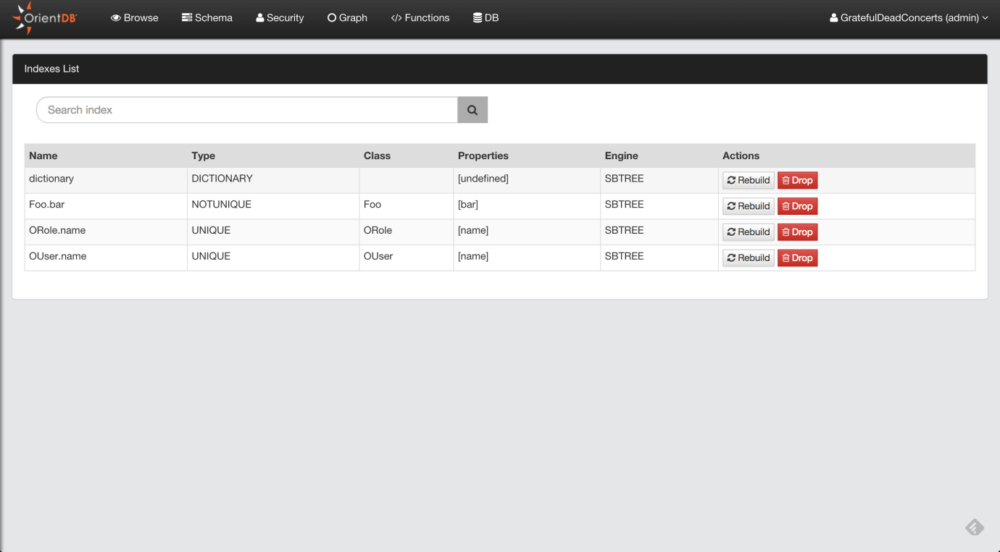 OrientDB Browse Schema Security Graph </> Functions DB GratefulDeadConcerts (admin)
Indexes List
Search index
Name Type Class Properties Engine Actions
dictionary DICTIONARY [undefined] SBTREE Rebuild Drop
Foo.bar NOTUNIQUE Foo [bar] SBTREE Rebuild Drop
ORole.name UNIQUE ORole [name] SBTREE Rebuild Drop
OUser.name UNIQUE OUser [name] SBTREE Rebuild Drop